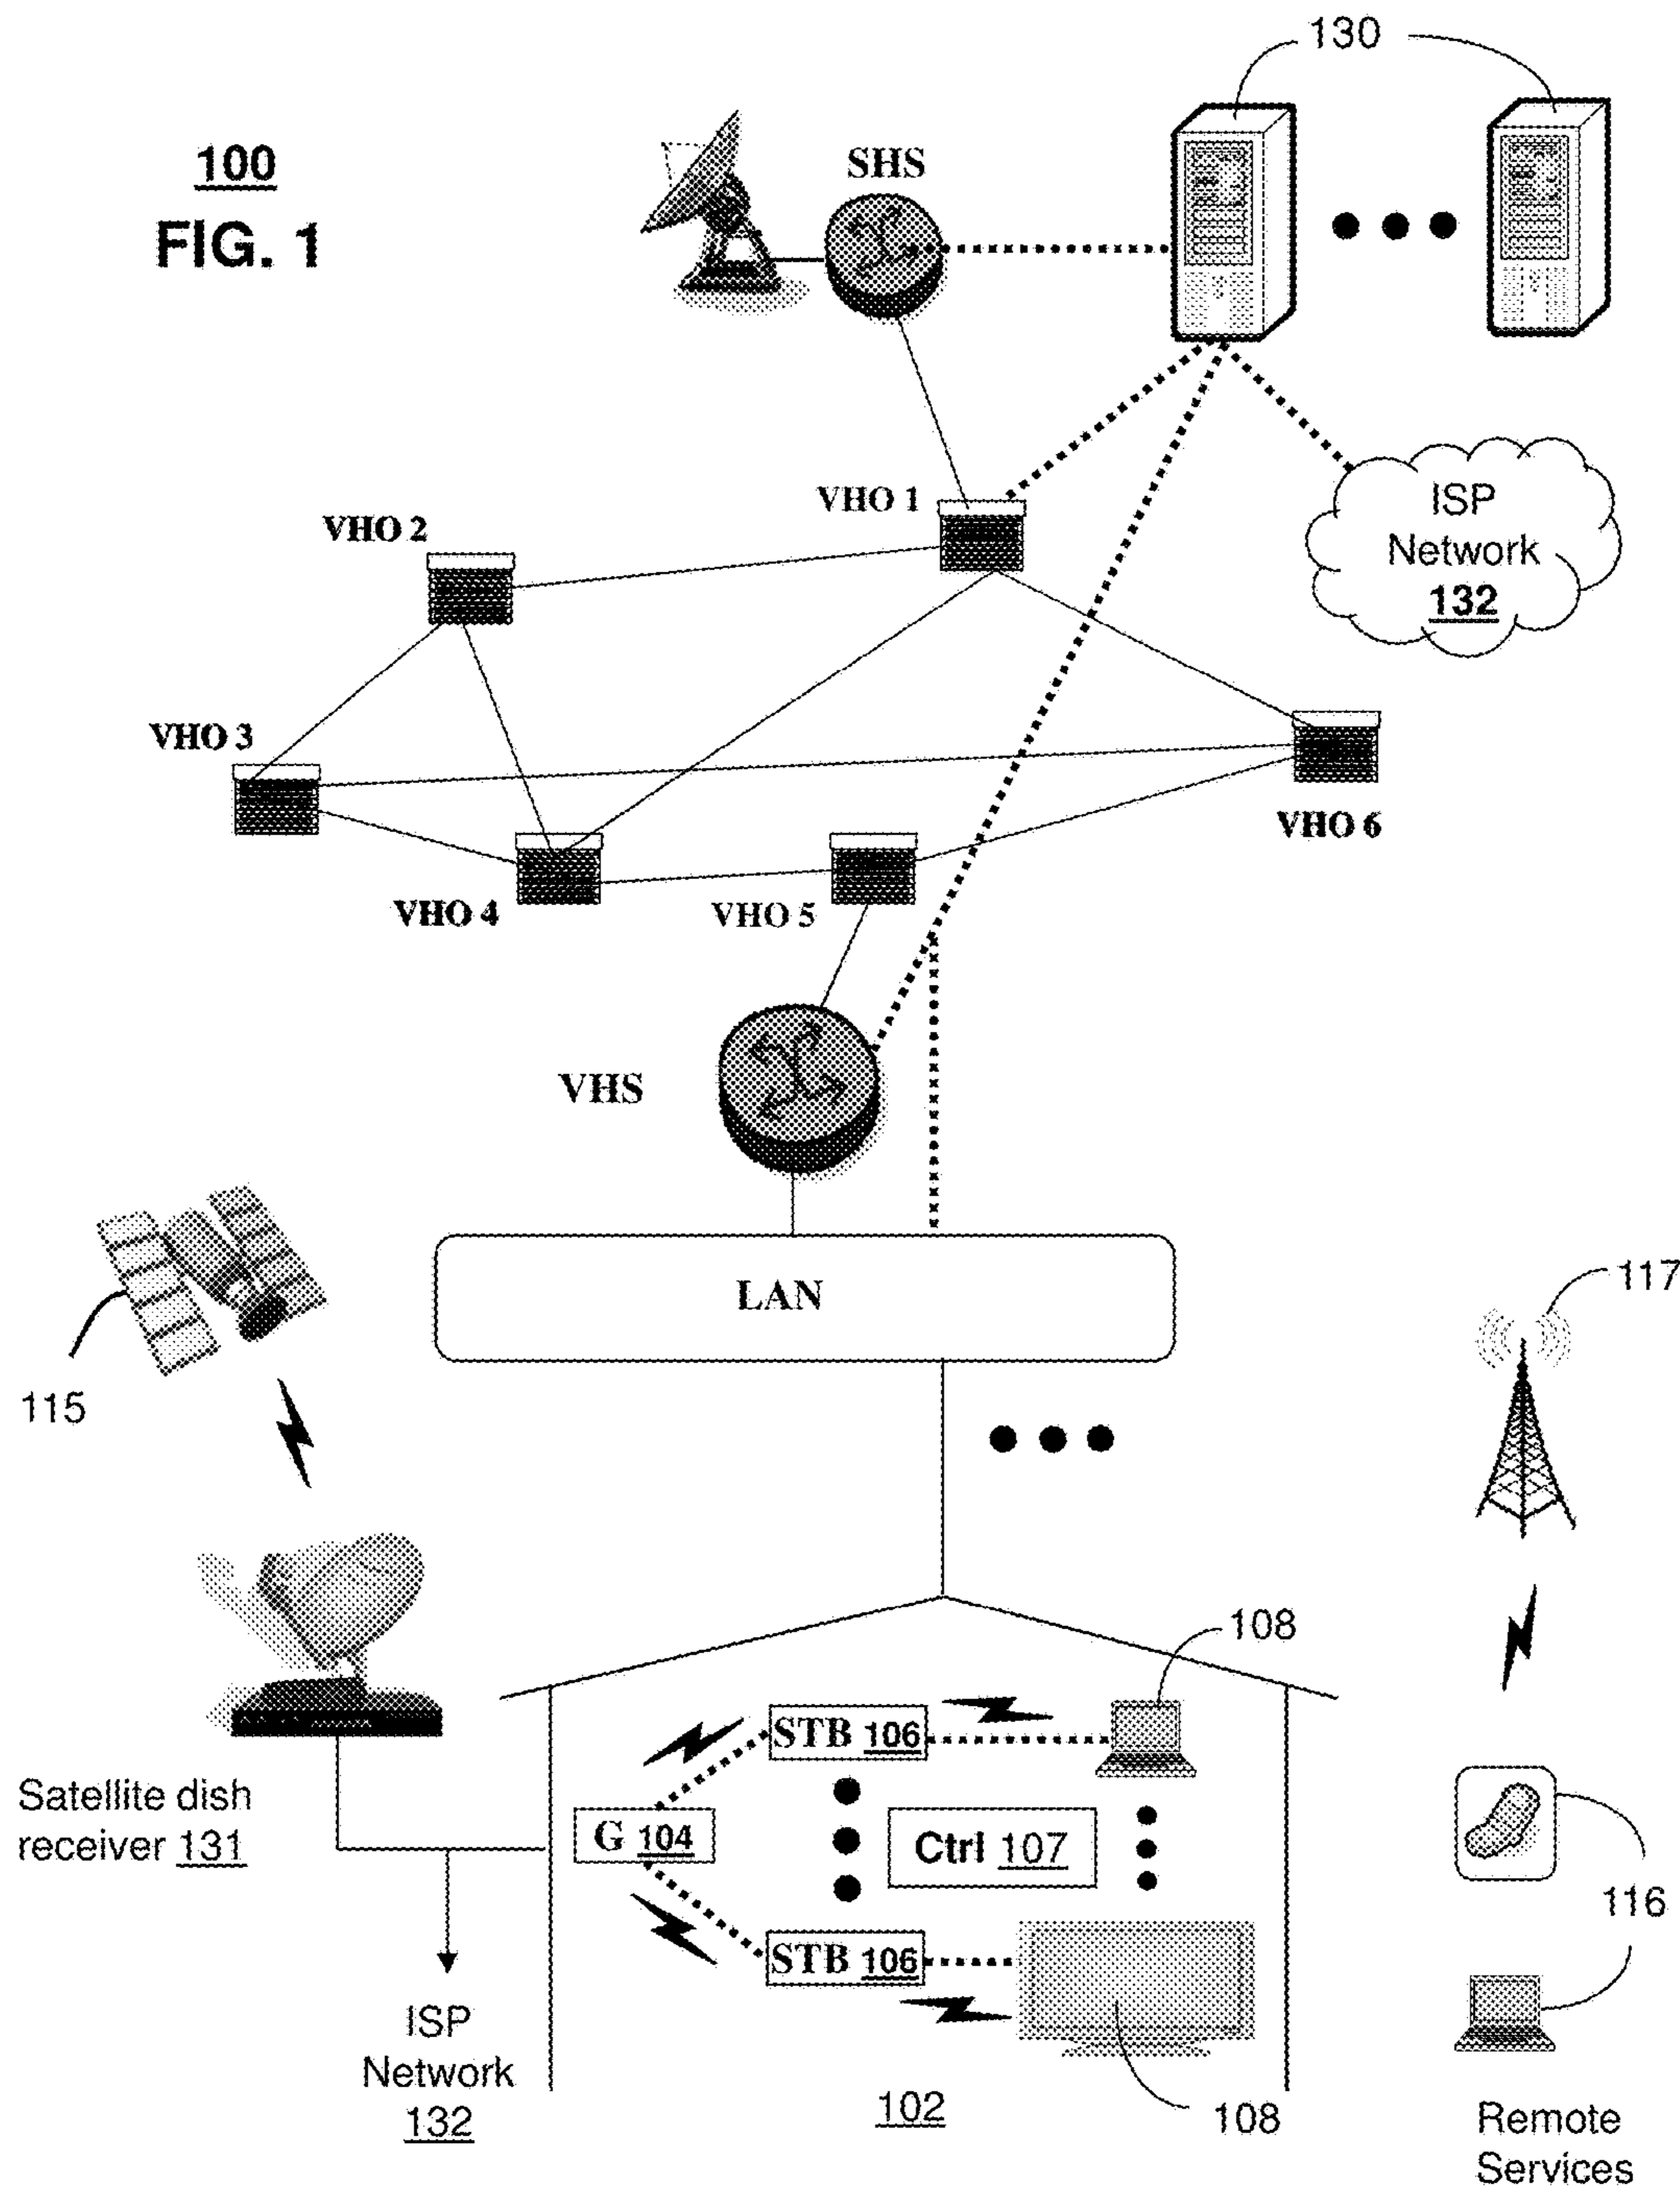 130
100
FIG. 1
SHS
ISP
Network
132
VHO 1
VHO 2
VHO 3
VHO 6
VHO 4
VHO 5
VHS
LAN
117
115
108
STB 106
Satellite dish
receiver 131
G 104
Ctrl 107
116
STB 106
ISP
Network
132
102
108
Remote
Services